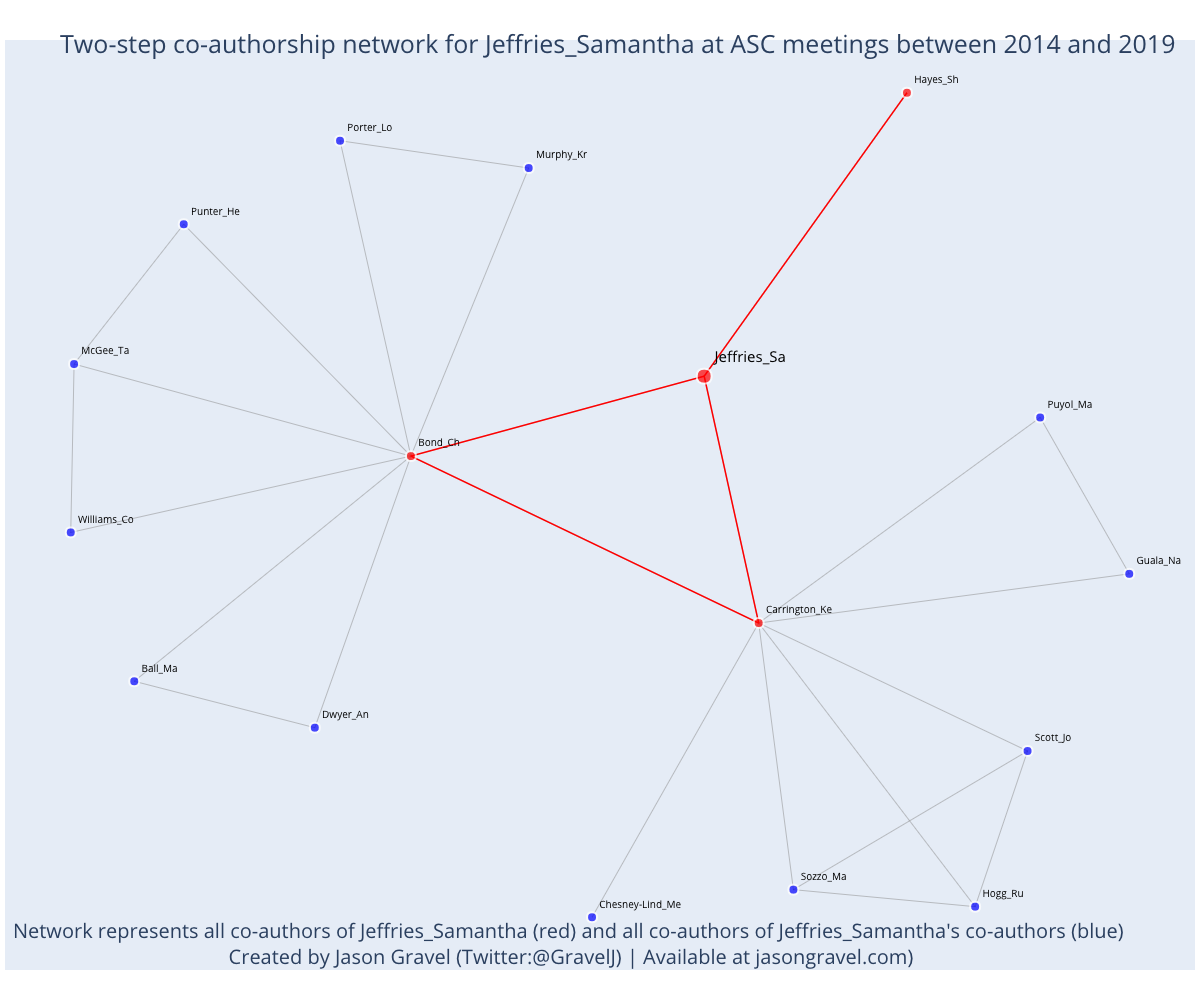 Two-step co-authorship network for Jeffries_Samantha at ASC meetings between 2014 and 2019
Hayes_Sh
Porter_Lo
Murphy_Kr
Punter_He
McGee_Ta
Jeffries_Sa
Puyol_Ma
Bond_Ch
Williams_Co
Guala_Na
Carrington_Ke
Ball_Ma
Dwyer_An
Scott_Jo
Sozzo_Ma
Hogg_Ru
Chesney-Lind_Me
Network represents all co-authors of Jeffries_Samantha (red) and all co-authors of Jeffries_Samantha's co-authors (blue)
Created by Jason Gravel (Twitter:@GravelJ) | Available at jasongravel.com)